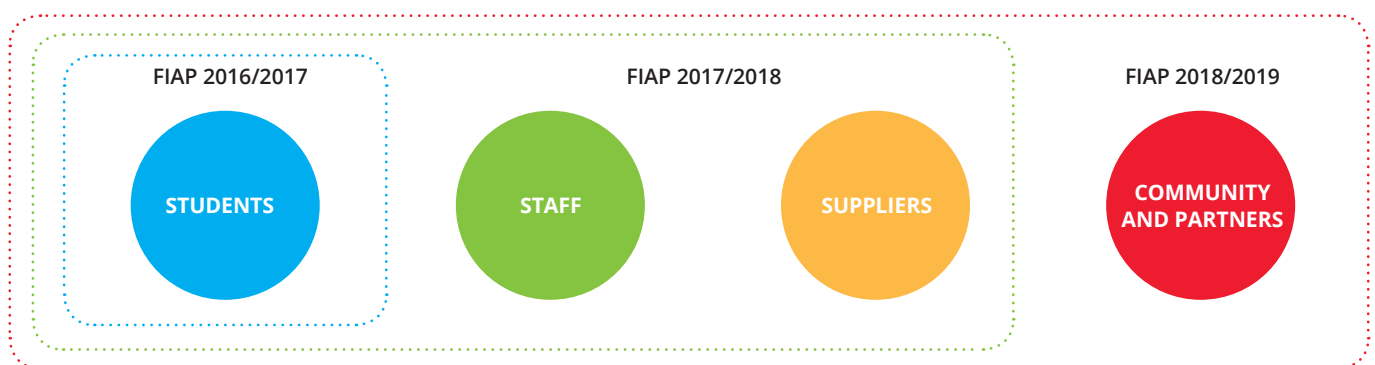 FIAP 2016/2017
FIAP 2017/2018
FIAP 2018/2019
STUDENTS
STAFF
SUPPLIERS
COMMUNITY
AND PARTNERS